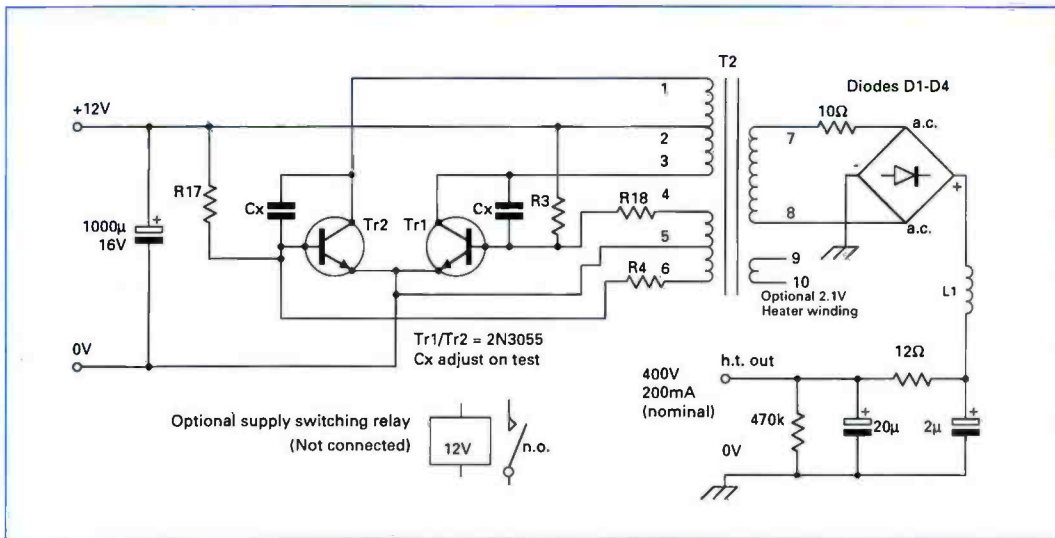 T2
Diodes D1-D4
1
10Ω
a.c.
+12V
7
2
-
+
3
R17
4
R18
R3
Cx
Cx
Tr2
Tr1
8
a.c.
+
1000µ
16V
5
9
10
Optional 2.1V
Heater winding
L1
R4
6
Tr1/Tr2 = 2N3055
Cx adjust on test
0V
h.t. out
12Ω
400V
200mA
(nominal)
Optional supply switching relay
(Not connected)
12V
n.o.
470k
+
20µ
2µ
+
0V